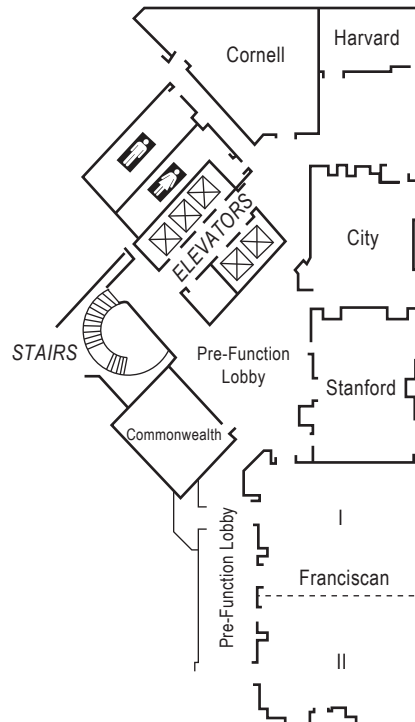 Harvard
Cornell
ELEVATORS
City
STAIRS
Pre-Function
Lobby
Stanford
Commonwealth
I
Pre-Function Lobby
Franciscan
II